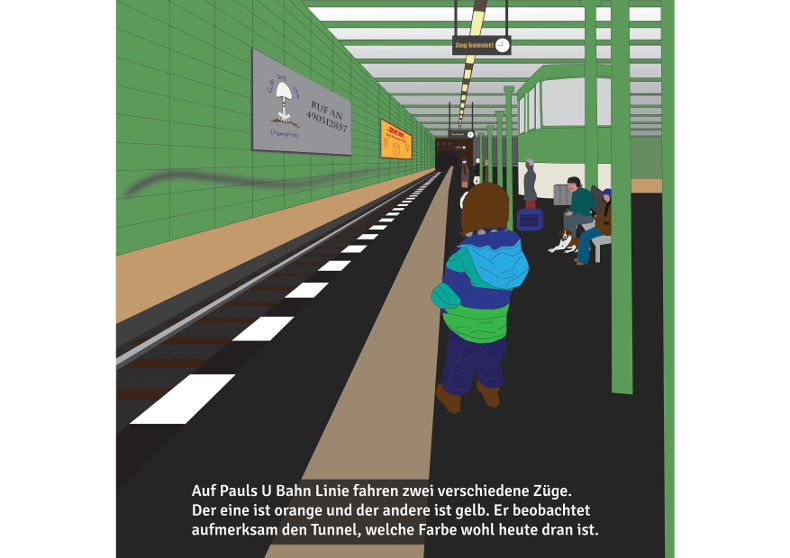 Zug kommt!
RUF AN
490312857
Champignons
Auf Pauls U Bahn Linie fahren zwei verschiedene Züge.
Der eine ist orange und der andere ist gelb. Er beobachtet
aufmerksam den Tunnel, welche Farbe wohl heute dran ist.